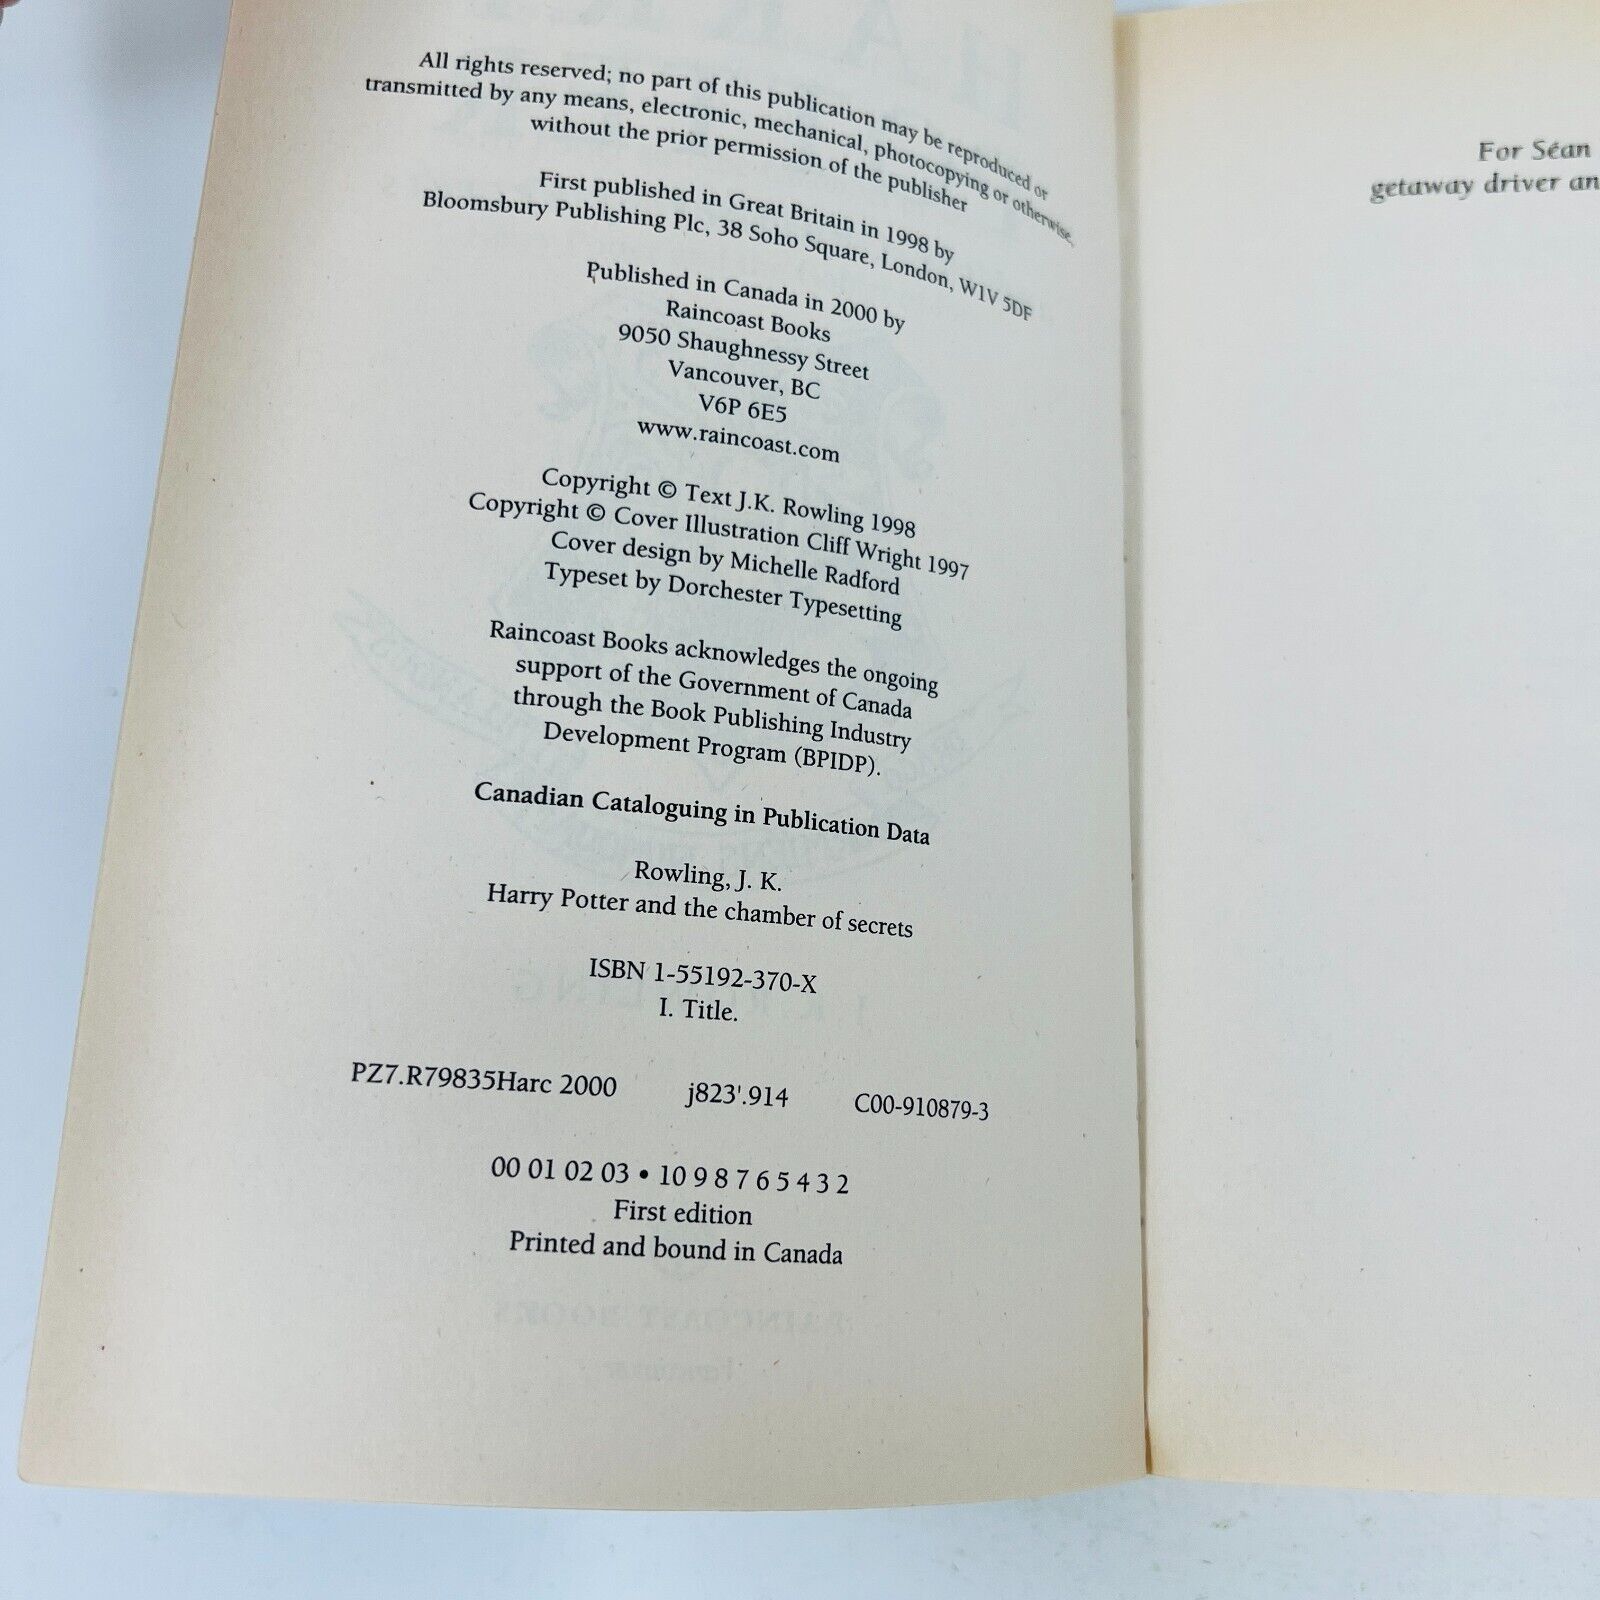 All rights reserved; no part of this publication may be reproduced or
transmitted by any means, electronic, mechanical, photocopying or otherwise,
without the prior permission of the publisher
First published in Great Britain in 1998 by
Bloomsbury Publishing Plc, 38 Soho Square, London, W1V 5DF
Published in Canada in 2000 by
Raincoast Books
9050 Shaughnessy Street
Vancouver, BC
V6P 6E5
www.raincoast.com
Copyright © Text J.K. Rowling 1998
Copyright © Cover Illustration Cliff Wright 1997
Cover design by Michelle Radford
Typeset by Dorchester Typesetting
Raincoast Books acknowledges the ongoing
support of the Government of Canada
through the Book Publishing Industry
Development Program (BPIDP).
Canadian Cataloguing in Publication Data
Rowling, J. K.
Harry Potter and the chamber of secrets
ISBN 1-55192-370-X
I. Title.
PZ7.R79835Harc 2000 j823'.914 C00-910879-3
00 01 02 03 • 10 9 8 7 6 5 4 3 2
First edition
Printed and bound in Canada
For Séan
getaway driver an